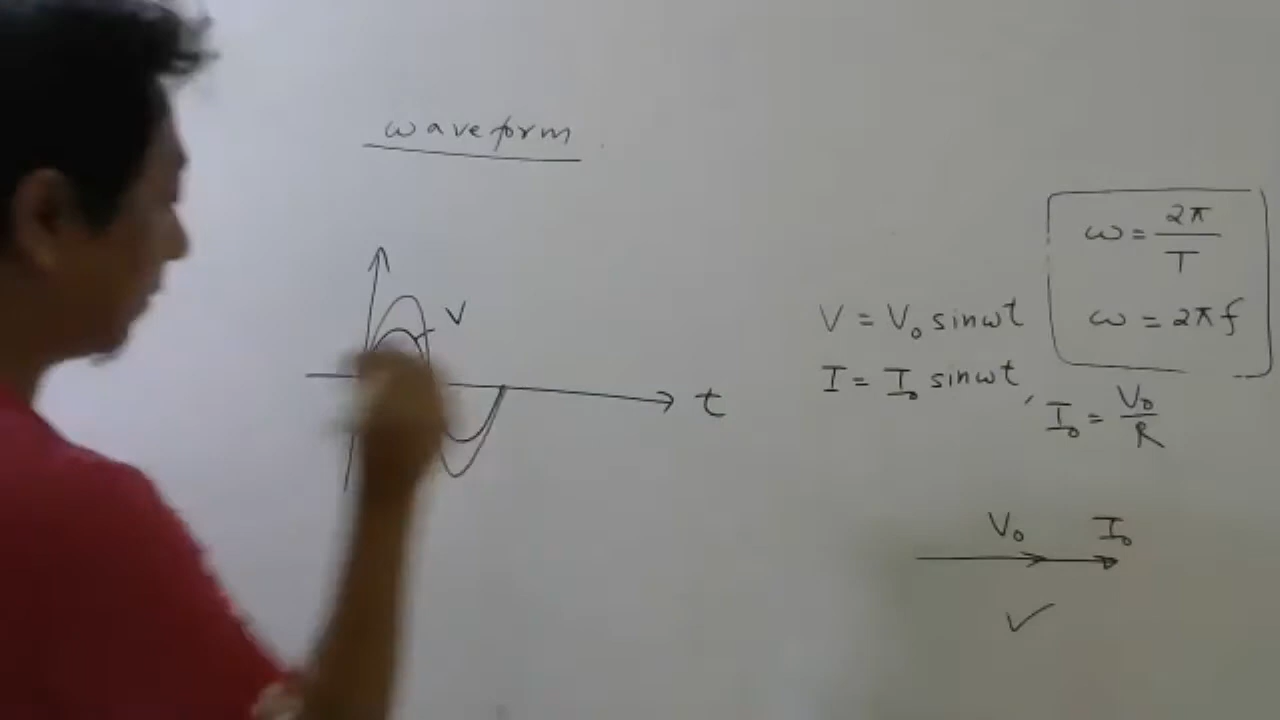 waveform
V
t
V = V₀ sinωt
I = I₀ sinωt, I₀ = V₀/R
ω = 2π/T
ω = 2πf
V₀ I₀